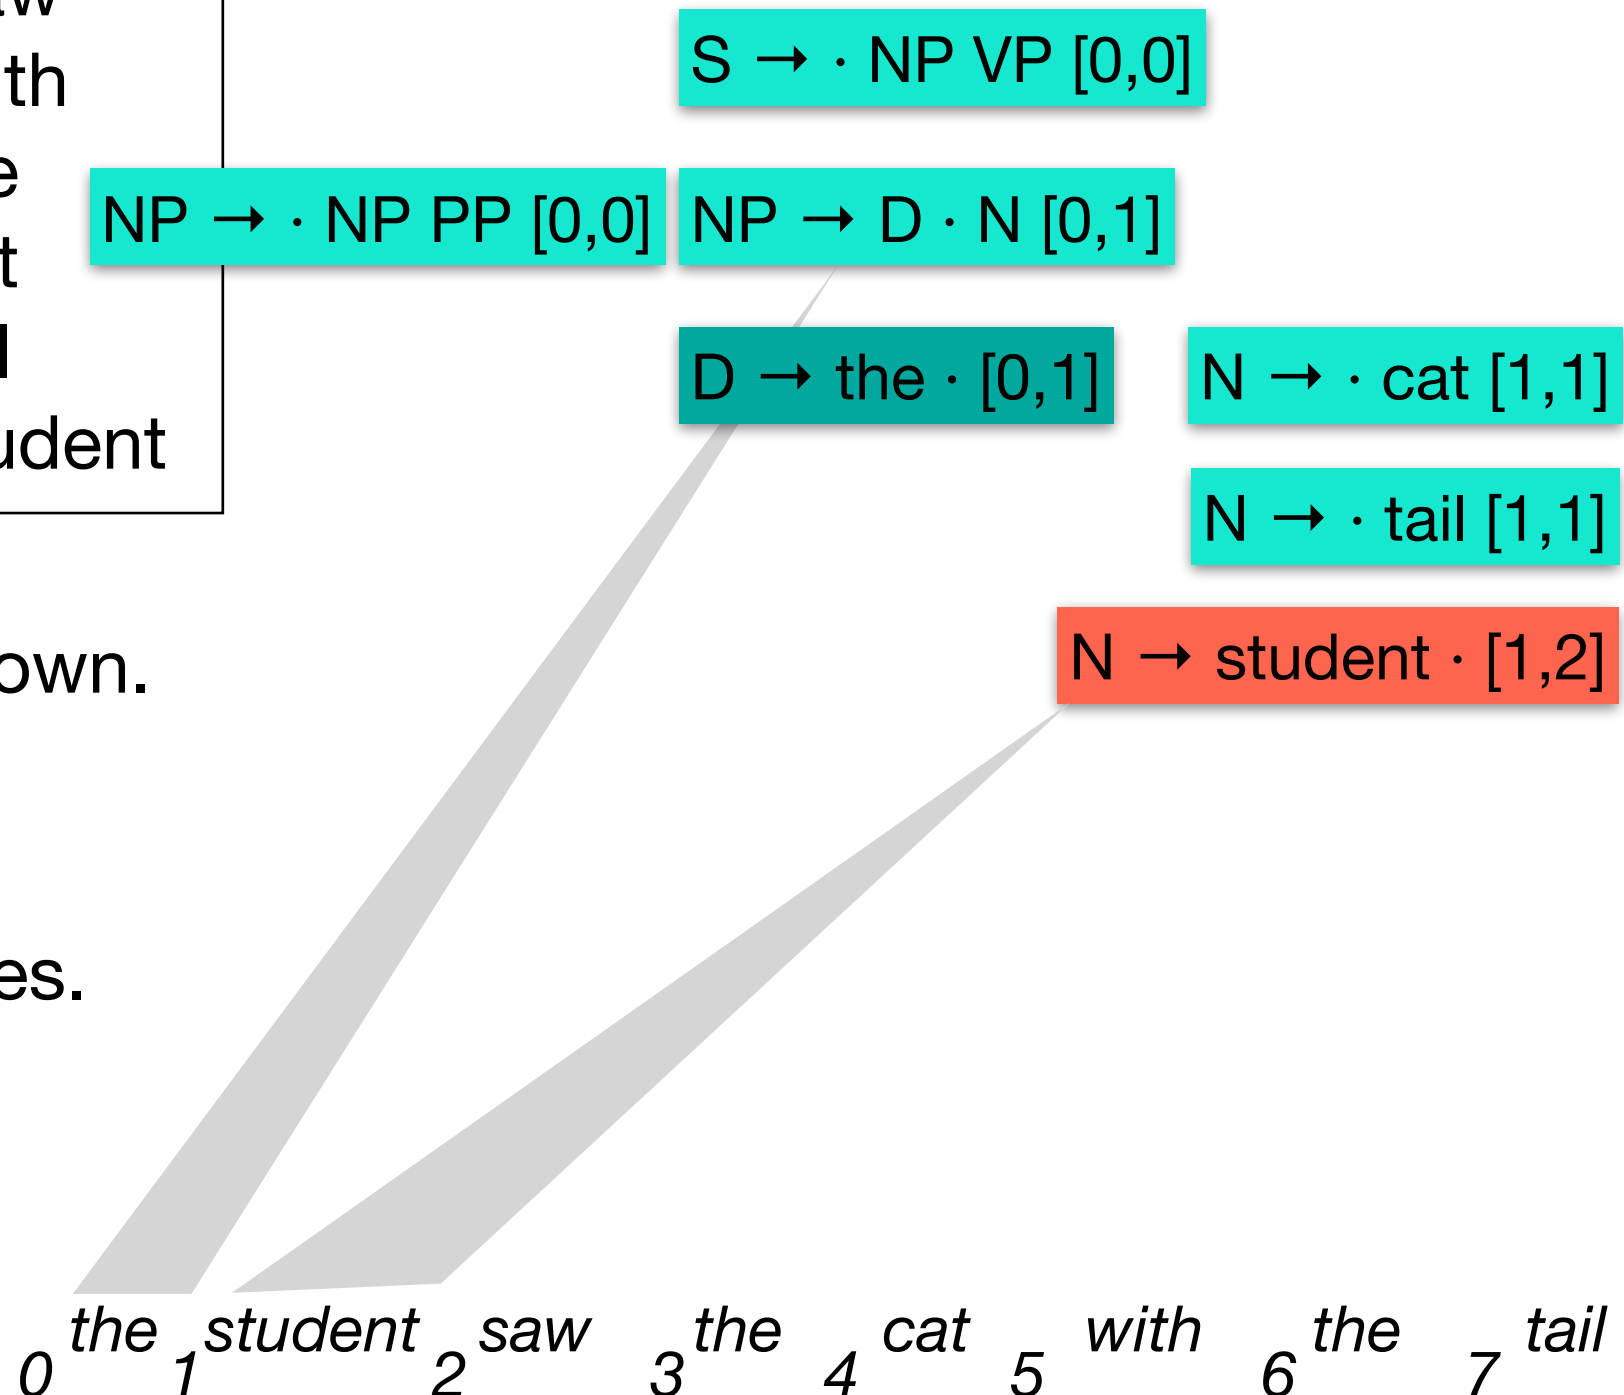 th
e
t
udent
own.
es.
S → · NP VP [0,0]
NP → · NP PP [0,0]
NP → D · N [0,1]
D → the · [0,1]
N → · cat [1,1]
N → · tail [1,1]
N → student · [1,2]
the student saw the cat with the tail
0 1 2 3 4 5 6 7